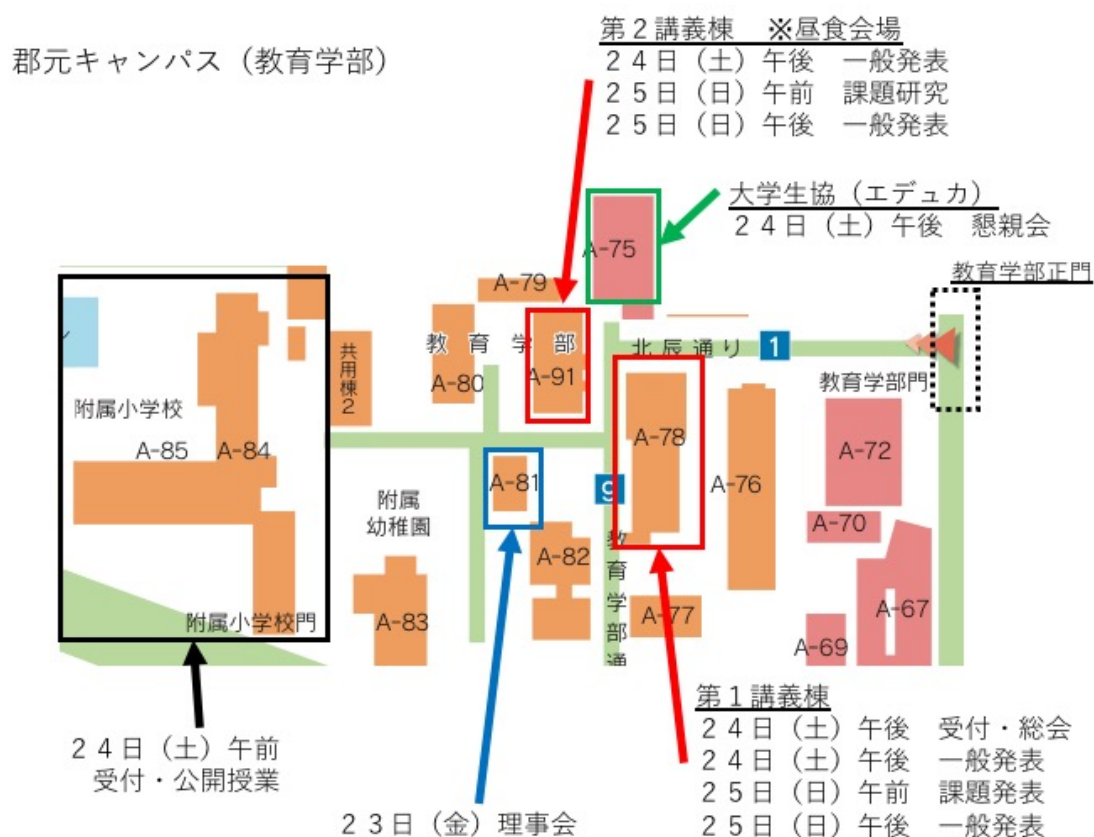 郡元キャンパス（教育学部）
第２講義棟　※昼食会場
２４日（土）午後　一般発表
２５日（日）午前　課題研究
２５日（日）午後　一般発表
大学生協（エデュカ）
２４日（土）午後　懇親会
教育学部正門
A-75
A-79
教育学部
北辰通り
1
A-80
A-91
共用棟２
教育学部門
附属小学校
A-85
A-84
A-78
A-72
A-81
9
A-76
附属
幼稚園
A-70
教育学部通
A-82
A-83
A-77
A-67
附属小学校門
A-69
第１講義棟
２４日（土）午後　受付・総会
２４日（土）午後　一般発表
２５日（日）午前　課題発表
２５日（日）午後　一般発表
２４日（土）午前
受付・公開授業
２３日（金）理事会